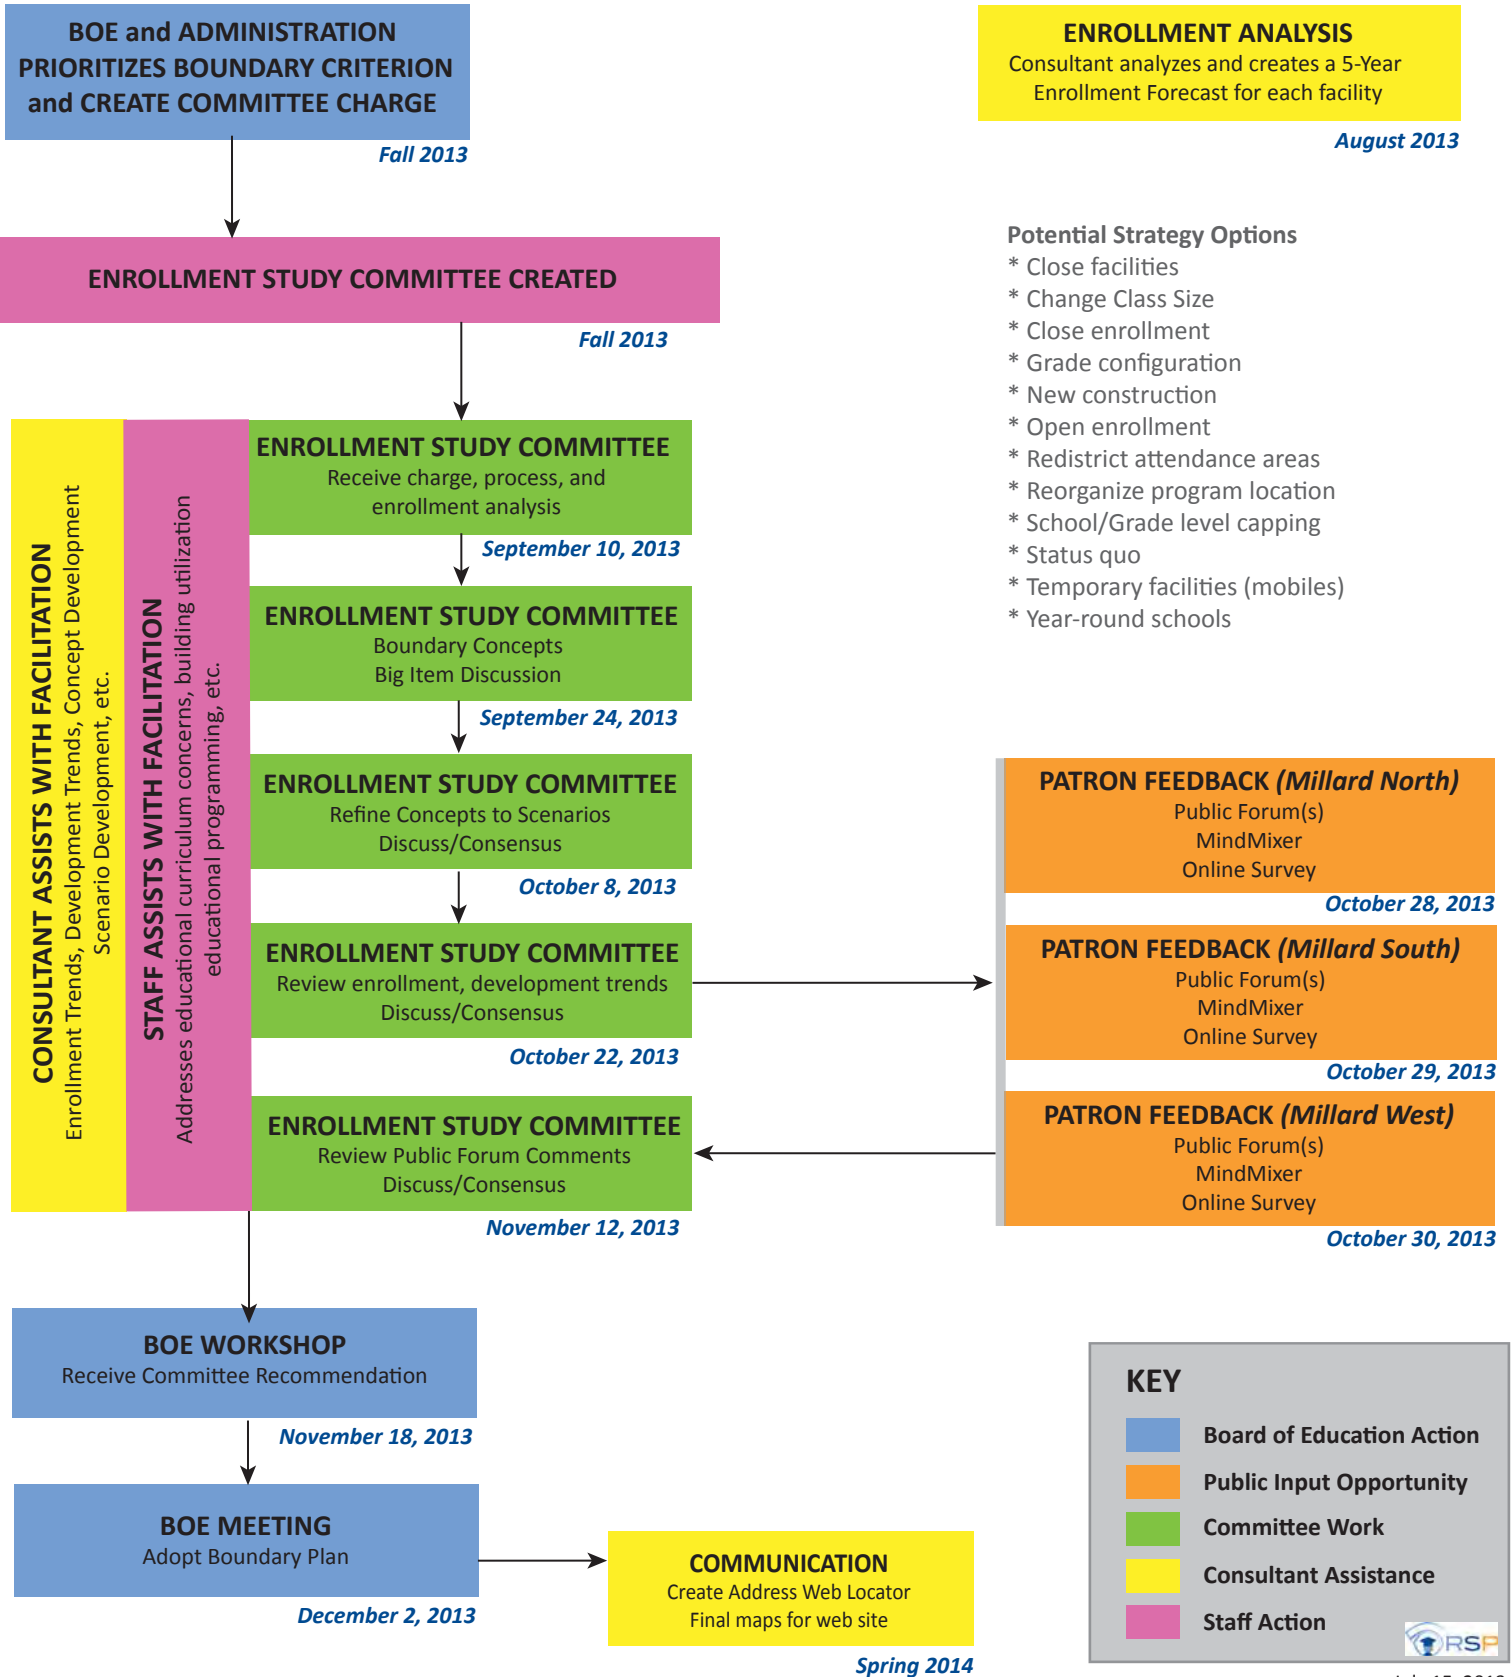 BOE and ADMINISTRATION
PRIORITIZES BOUNDARY CRITERION
and CREATE COMMITTEE CHARGE
Fall 2013
ENROLLMENT ANALYSIS
Consultant analyzes and creates a 5-Year
Enrollment Forecast for each facility
August 2013
ENROLLMENT STUDY COMMITTEE CREATED
Fall 2013
Potential Strategy Options
* Close facilities
* Change Class Size
* Close enrollment
* Grade configuration
* New construction
* Open enrollment
* Redistrict attendance areas
* Reorganize program location
* School/Grade level capping
* Status quo
* Temporary facilities (mobiles)
* Year-round schools
CONSULTANT ASSISTS WITH FACILITATION
Enrollment Trends, Development Trends, Concept Development
Scenario Development, etc.
STAFF ASSISTS WITH FACILITATION
Addresses educational curriculum concerns, building utilization
educational programming, etc.
ENROLLMENT STUDY COMMITTEE
Receive charge, process, and
enrollment analysis
September 10, 2013
ENROLLMENT STUDY COMMITTEE
Boundary Concepts
Big Item Discussion
September 24, 2013
ENROLLMENT STUDY COMMITTEE
Refine Concepts to Scenarios
Discuss/Consensus
October 8, 2013
ENROLLMENT STUDY COMMITTEE
Review enrollment, development trends
Discuss/Consensus
October 22, 2013
PATRON FEEDBACK (Millard North)
Public Forum(s)
MindMixer
Online Survey
October 28, 2013
PATRON FEEDBACK (Millard South)
Public Forum(s)
MindMixer
Online Survey
October 29, 2013
PATRON FEEDBACK (Millard West)
Public Forum(s)
MindMixer
Online Survey
October 30, 2013
ENROLLMENT STUDY COMMITTEE
Review Public Forum Comments
Discuss/Consensus
November 12, 2013
BOE WORKSHOP
Receive Committee Recommendation
November 18, 2013
BOE MEETING
Adopt Boundary Plan
December 2, 2013
COMMUNICATION
Create Address Web Locator
Final maps for web site
Spring 2014
KEY
Board of Education Action
Public Input Opportunity
Committee Work
Consultant Assistance
Staff Action
RSP